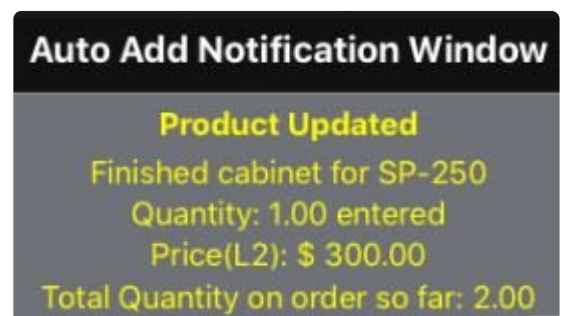 Auto Add Notification Window
Product Updated
Finished cabinet for SP-250
Quantity: 1.00 entered
Price(L2): $ 300.00
Total Quantity on order so far: 2.00